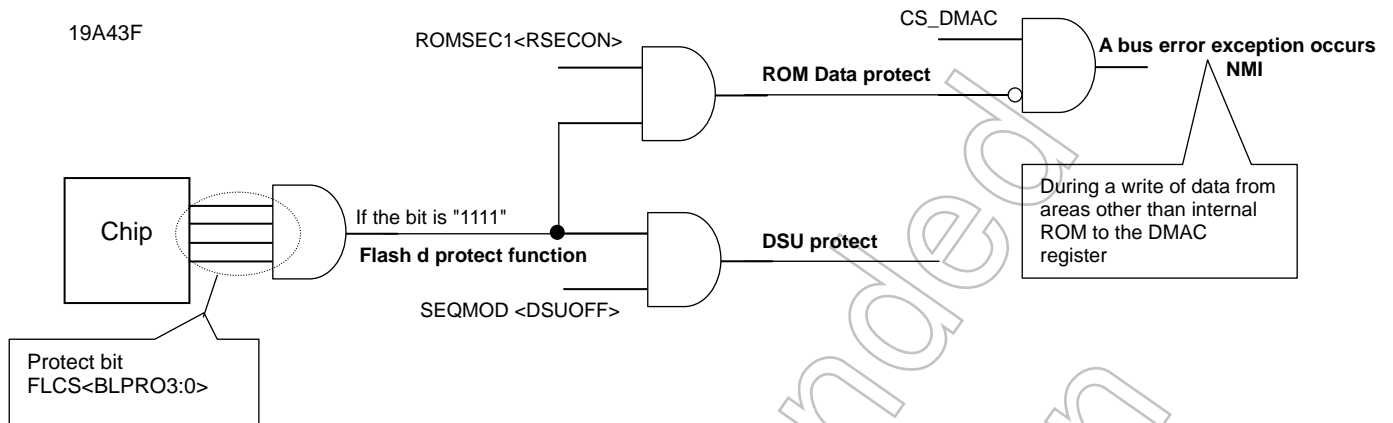 19A43F
CS_DMAC
ROMSEC1<RSECON>
A bus error exception occurs
NMI
ROM Data protect
During a write of data from
areas other than internal
ROM to the DMAC
register
Chip
If the bit is "1111"
Flash d protect function
DSU protect
SEQMOD <DSUOFF>
Protect bit
FLCS<BLPRO3:0>